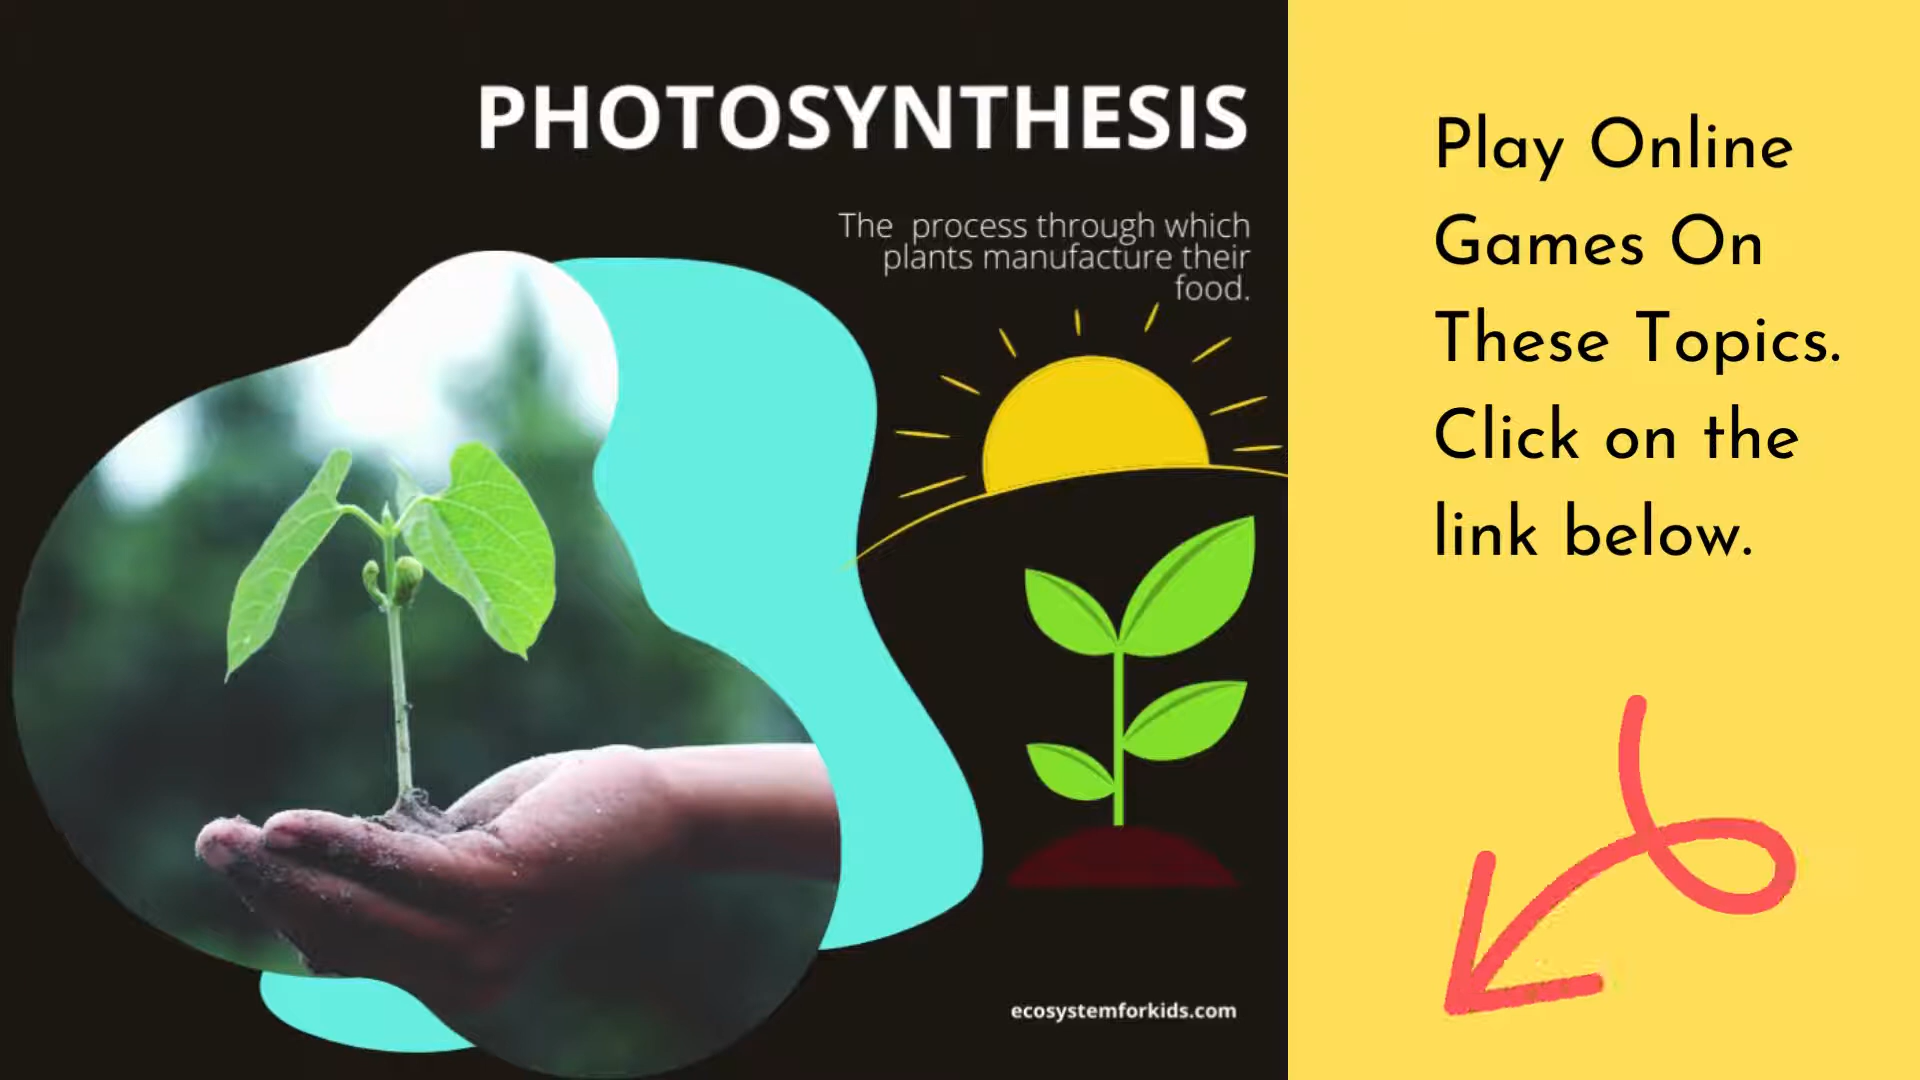 PHOTOSYNTHESIS
The process through which
plants manufacture their
food.
ecosystemforkids.com
Play Online
Games On
These Topics.
Click on the
link below.